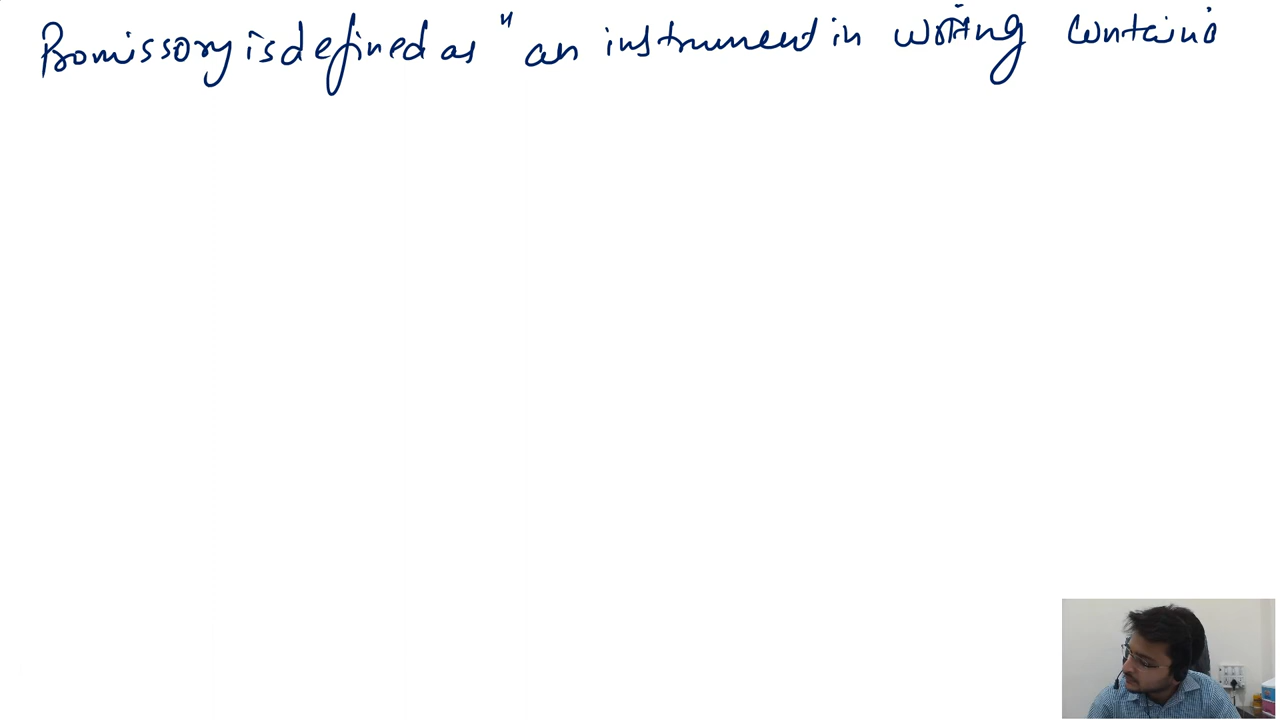 Promissory is defined as " an instrument in writing containi